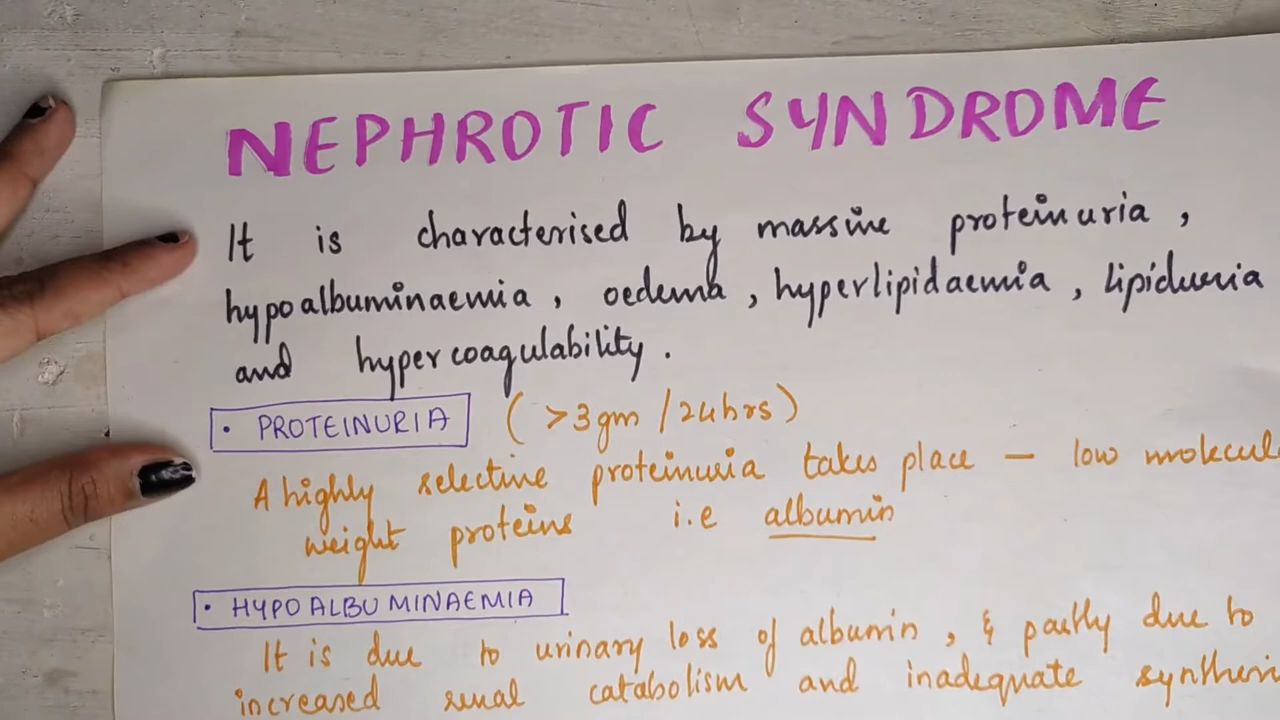 NEPHROTIC SYNDROME
It is characterised by massive proteinuria,
hypoalbuminaemia, oedema, hyperlipidaemia, lipiduria
and hypercoagulability.
• PROTEINURIA (>3gm/24hrs)
A highly selective proteinuria takes place — low molecul
weight proteins i.e albumin
• HYPOALBUMINAEMIA
It is due to urinary loss of albumin, & partly due to
increased renal catabolism and inadequate synthesi